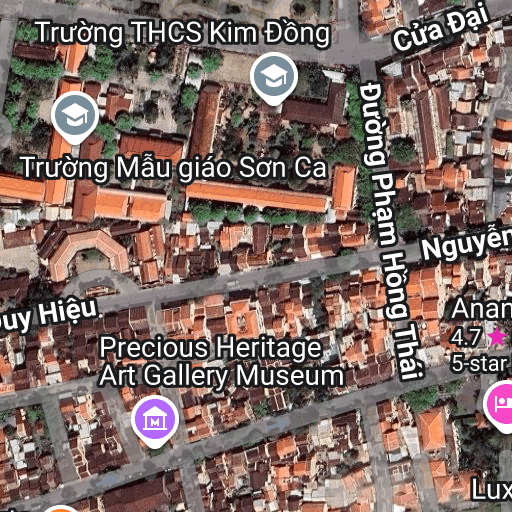 Trường THCS Kim Đồng
Cửa Đại
Trường Mẫu giáo Sơn Ca
Đường Phạm Hồng Thái
Nguyễn
Duy Hiệu
Anan
4.7
5-star
Precious Heritage
Art Gallery Museum
M
Lux